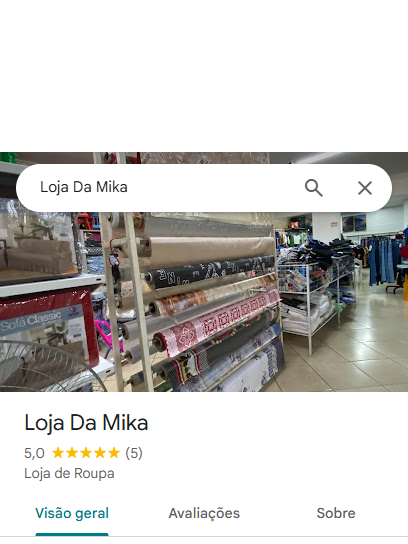 Loja Da Mika
Sofá Classic
Loja Da Mika
5,0 (5)
Loja de Roupa
Visão geral Avaliações Sobre